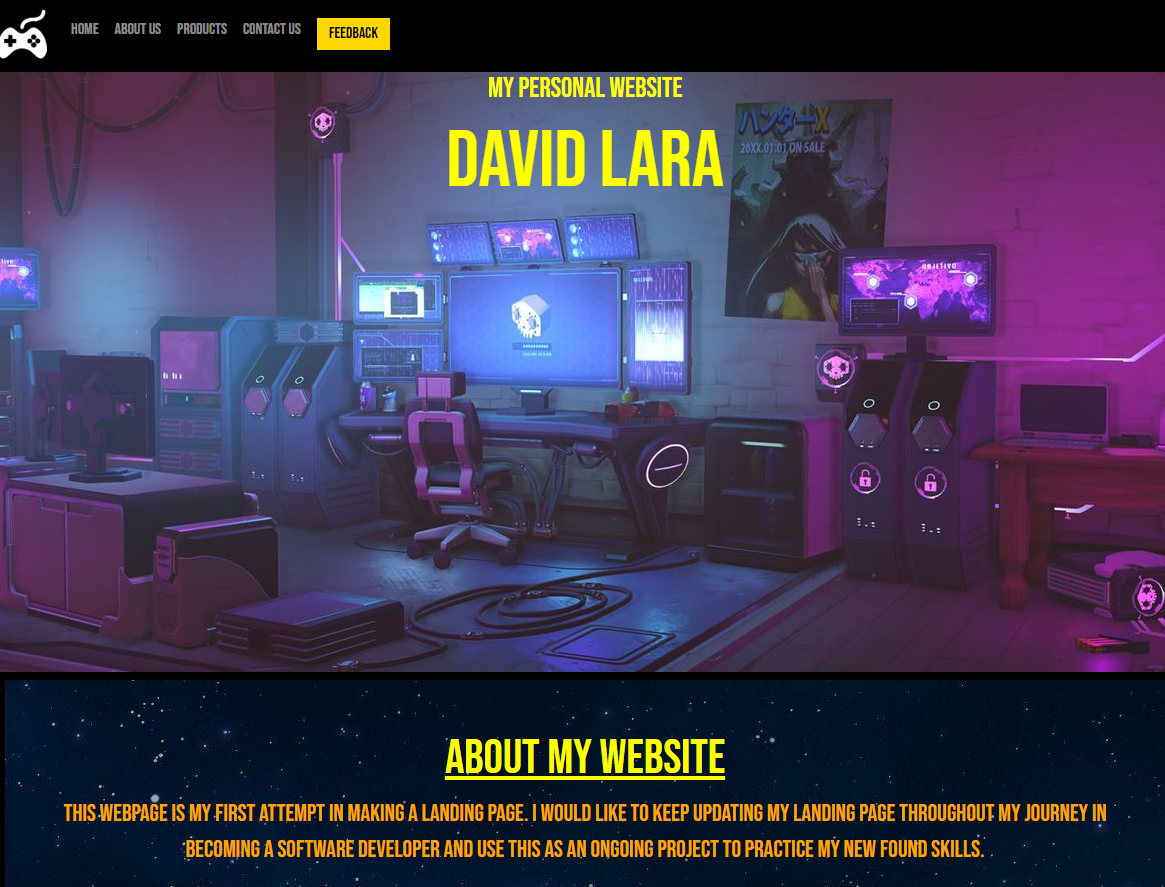 HOME ABOUT US PRODUCTS CONTACT US FEEDBACK
MY PERSONAL WEBSITE
DAVID LARA
ハンターX
20XX.01.01 ON SALE
OBJETIVO
ABOUT MY WEBSITE
THIS WEBPAGE IS MY FIRST ATTEMPT IN MAKING A LANDING PAGE. I WOULD LIKE TO KEEP UPDATING MY LANDING PAGE THROUGHOUT MY JOURNEY IN
BECOMING A SOFTWARE DEVELOPER AND USE THIS AS AN ONGOING PROJECT TO PRACTICE MY NEW FOUND SKILLS.